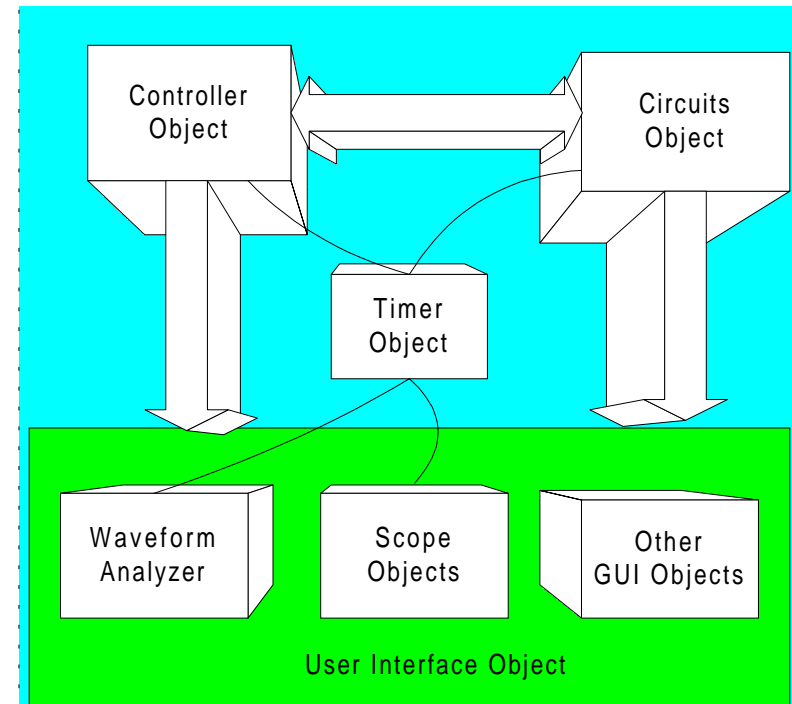 Controller
Object
Circuits
Object
Timer
Object
Waveform
Analyzer
Scope
Objects
Other
GUI Objects
User Interface Object